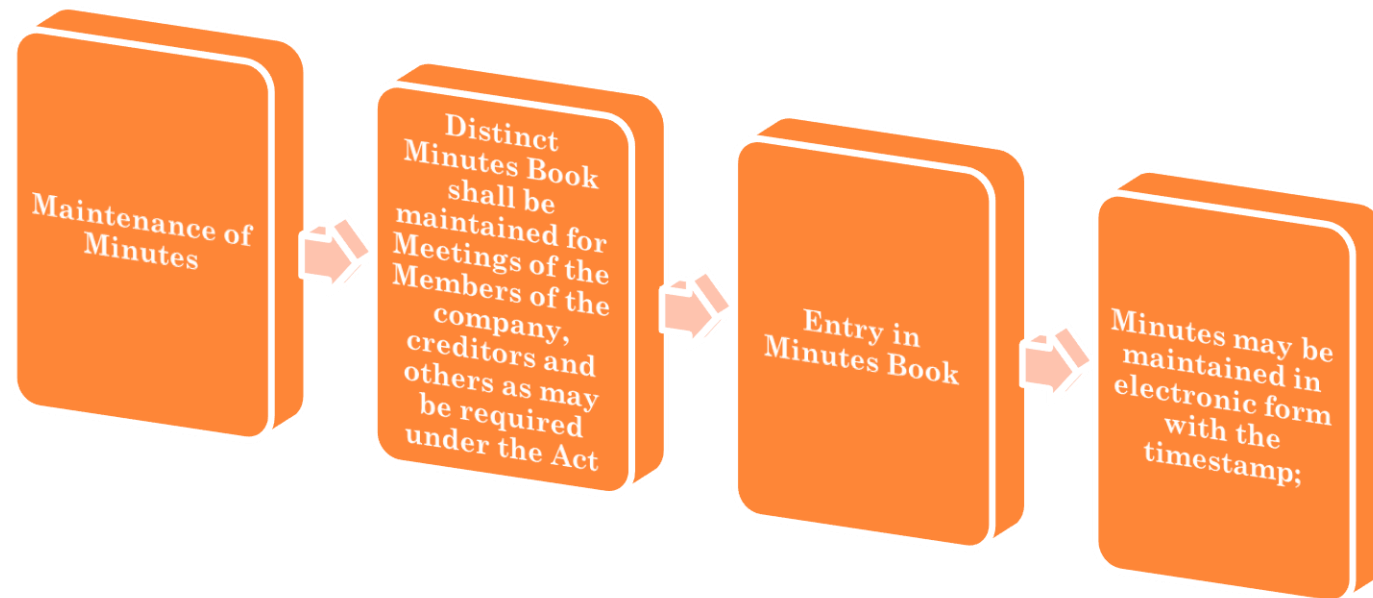 Maintenance of
Minutes
Distinct
Minutes Book
shall be
maintained for
Meetings of the
Members of the
company,
creditors and
others as may
be required
under the Act
Entry in
Minutes Book
Minutes may be
maintained in
electronic form
with the
timestamp;